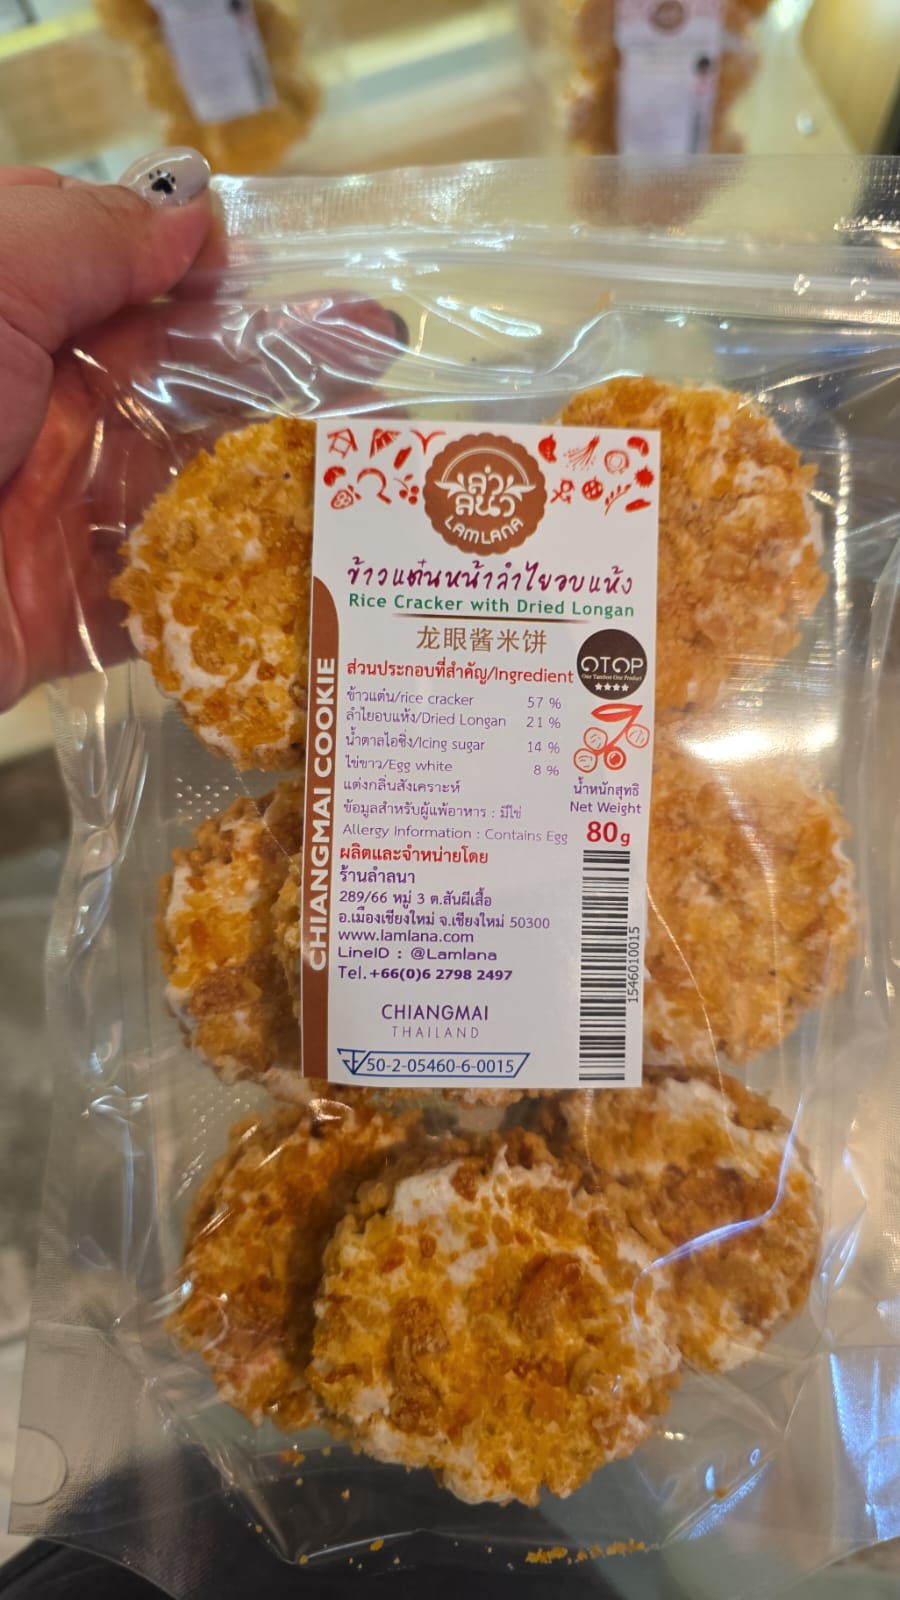 ล่ำ
ลนา
LAMLANA
ข้าวแต๋นหน้าลำไยอบแห้ง
Rice Cracker with Dried Longan
龙眼酱米饼
OTOP
One Tambon One Product
ส่วนประกอบที่สำคัญ/Ingredient
ข้าวแต๋น/rice cracker 57 %
ลำไยอบแห้ง/Dried Longan 21 %
น้ำตาลไอซิ่ง/Icing sugar 14 %
ไข่ขาว/Egg white 8 %
แต่งกลิ่นสังเคราะห์
ข้อมูลสำหรับผู้แพ้อาหาร : มีไข่
Allergy Information : Contains Egg
น้ำหนักสุทธิ
Net Weight
80g
ผลิตและจำหน่ายโดย
ร้านลำลนา
289/66 หมู่ 3 ต.สันผีเสื้อ
อ.เมืองเชียงใหม่ จ.เชียงใหม่ 50300
www.lamlana.com
LineID : @Lamlana
Tel.+66(0)6 2798 2497
CHIANGMAI
THAILAND
50-2-05460-6-0015
CHIANGMAI COOKIE
1546010015